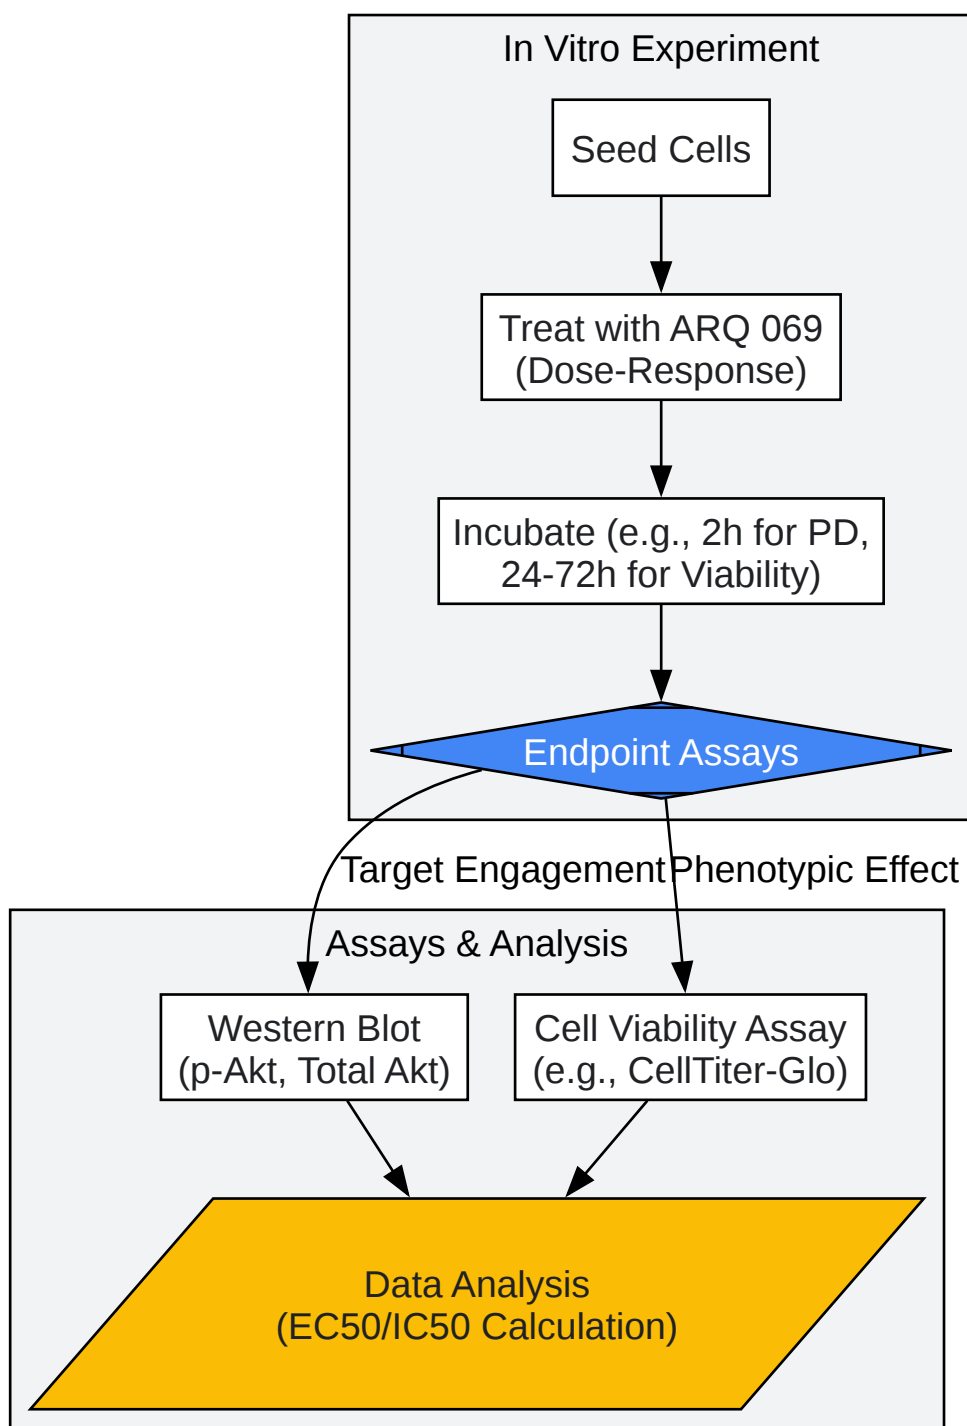 In Vitro Experiment
Seed Cells
Treat with ARQ 069
(Dose-Response)
Incubate (e.g., 2h for PD,
24-72h for Viability)
Endpoint Assays
Target Engagement
Phenotypic Effect
Assays & Analysis
Western Blot
(p-Akt, Total Akt)
Cell Viability Assay
(e.g., CellTiter-Glo)
Data Analysis
(EC50/IC50 Calculation)